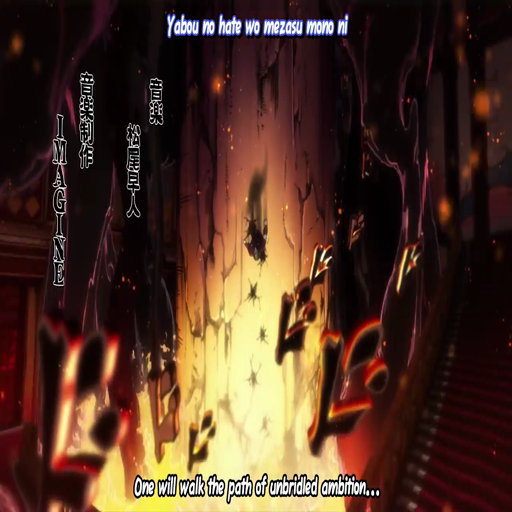 Yabou no hate wo mezasu mono ni
音楽
松尾早人
音楽制作
IMAGINE
One will walk the path of unbridled ambition...